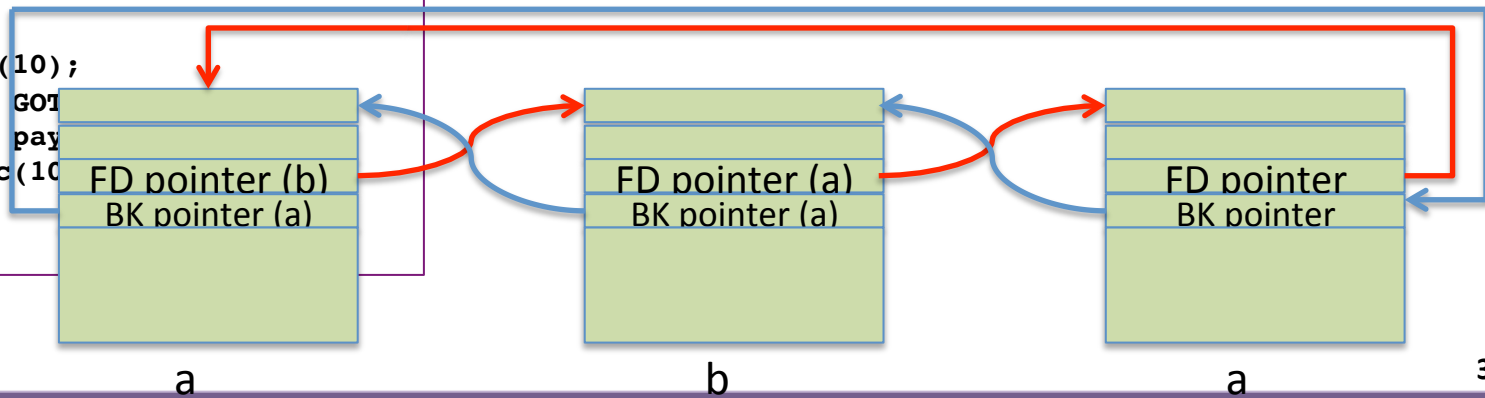 (10);
GOT
pay
(10
FD pointer (b)
BK pointer (a)
FD pointer (a)
BK pointer (a)
FD pointer
BK pointer
a
b
a